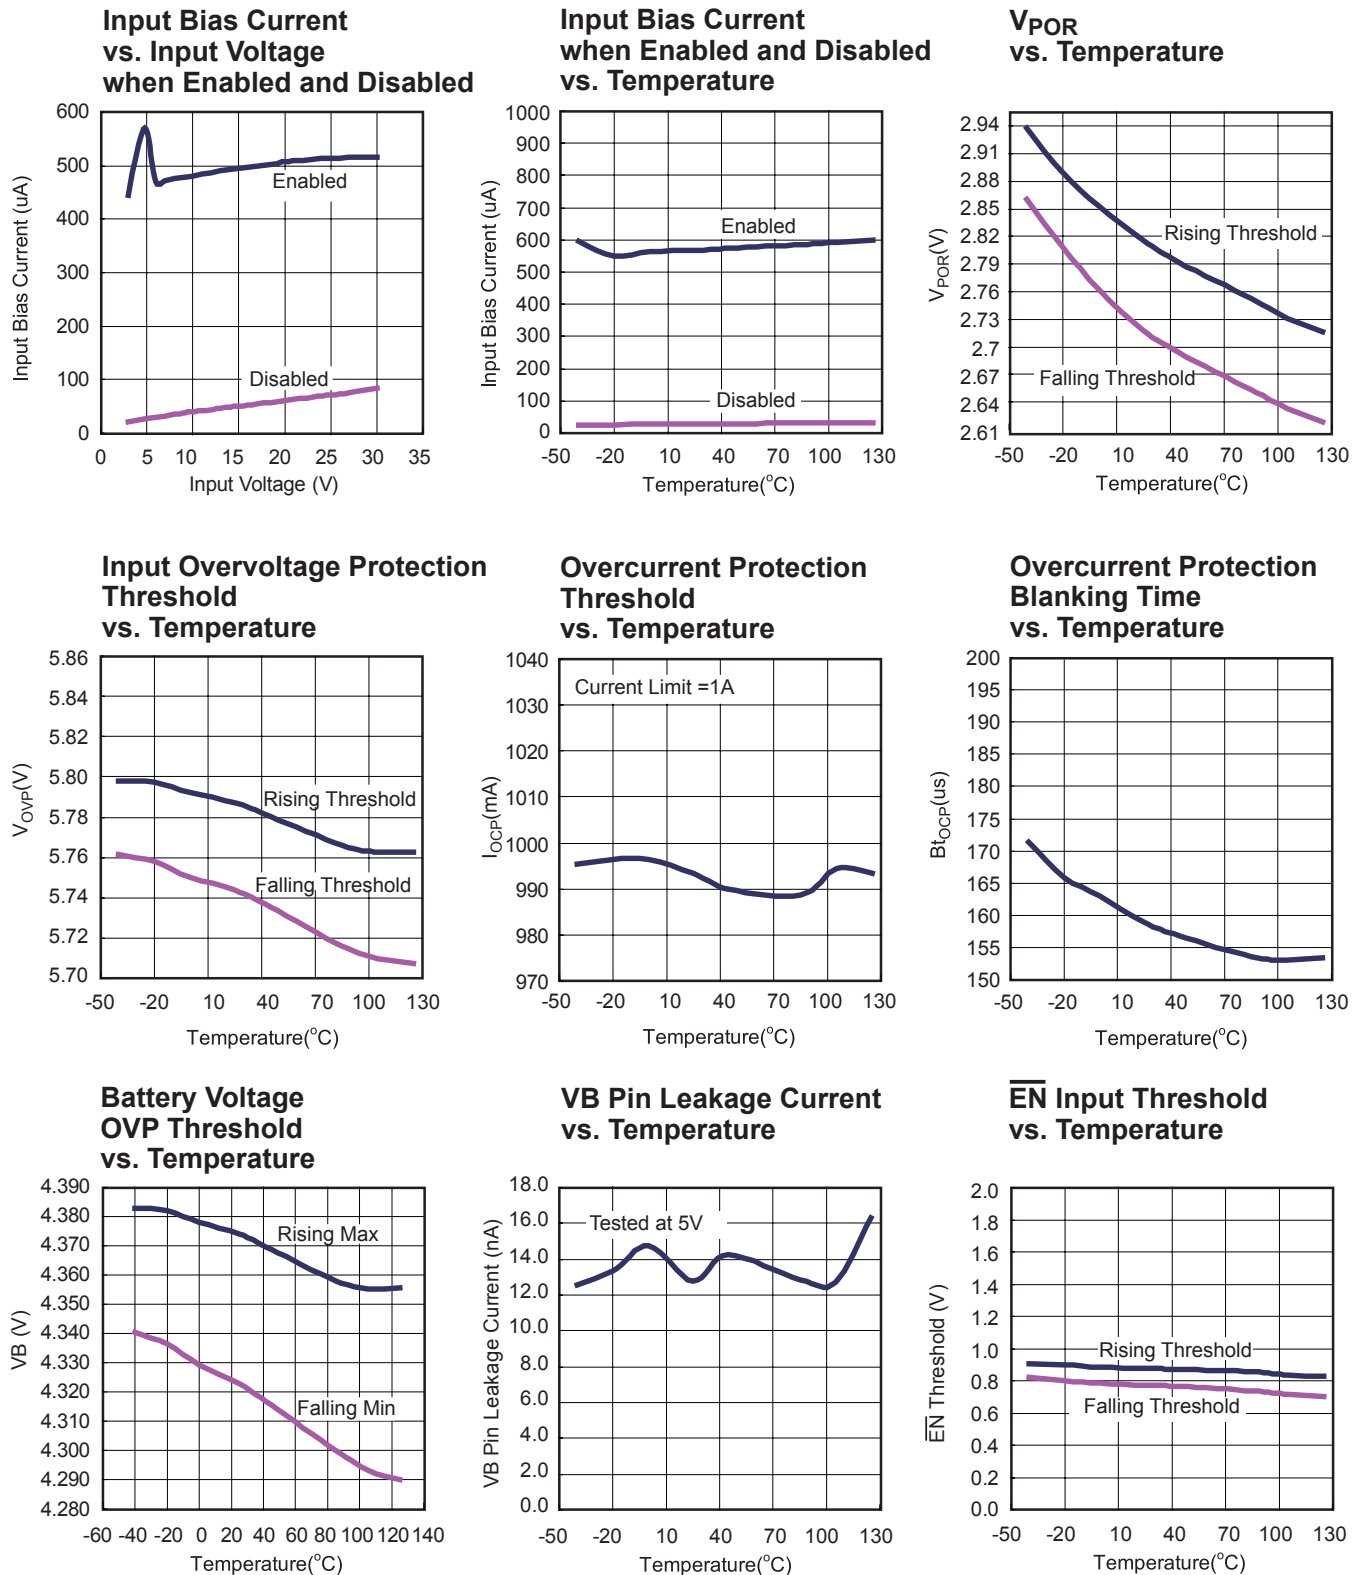 Input Bias Current
vs. Input Voltage
when Enabled and Disabled
600
500
400
300
200
100
0
Input Bias Current (uA)
Enabled
Disabled
0 5 10 15 20 25 30 35
Input Voltage (V)
Input Bias Current
when Enabled and Disabled
vs. Temperature
1000
900
800
700
600
500
400
300
200
100
0
Input Bias Current (uA)
Enabled
Disabled
-50 -20 10 40 70 100 130
Temperature(°C)
VPOR
vs. Temperature
2.94
2.91
2.88
2.85
2.82
2.79
2.76
2.73
2.7
2.67
2.64
2.61
VPOR(V)
Rising Threshold
Falling Threshold
-50 -20 10 40 70 100 130
Temperature(°C)
Input Overvoltage Protection
Threshold
vs. Temperature
5.86
5.84
5.82
5.80
5.78
5.76
5.74
5.72
5.70
VOVP(V)
Rising Threshold
Falling Threshold
-50 -20 10 40 70 100 130
Temperature(°C)
Overcurrent Protection
Threshold
vs. Temperature
1040
1030
1020
1010
1000
990
980
970
IOCP(mA)
Current Limit =1A
-50 -20 10 40 70 100 130
Temperature(°C)
Overcurrent Protection
Blanking Time
vs. Temperature
200
195
190
185
180
175
170
165
160
155
150
BtOCP(us)
-50 -20 10 40 70 100 130
Temperature(°C)
Battery Voltage
OVP Threshold
vs. Temperature
4.390
4.380
4.370
4.360
4.350
4.340
4.330
4.320
4.310
4.300
4.290
4.280
VB (V)
Rising Max
Falling Min
-60 -40 -20 0 20 40 60 80 100 120 140
Temperature(°C)
VB Pin Leakage Current
vs. Temperature
18.0
16.0
14.0
12.0
10.0
8.0
6.0
4.0
2.0
0.0
VB Pin Leakage Current (nA)
Tested at 5V
-50 -20 10 40 70 100 130
Temperature(°C)
EN Input Threshold
vs. Temperature
2.0
1.8
1.6
1.4
1.2
1.0
0.8
0.6
0.4
0.2
0.0
EN Threshold (V)
Rising Threshold
Falling Threshold
-50 -20 10 40 70 100 130
Temperature(°C)